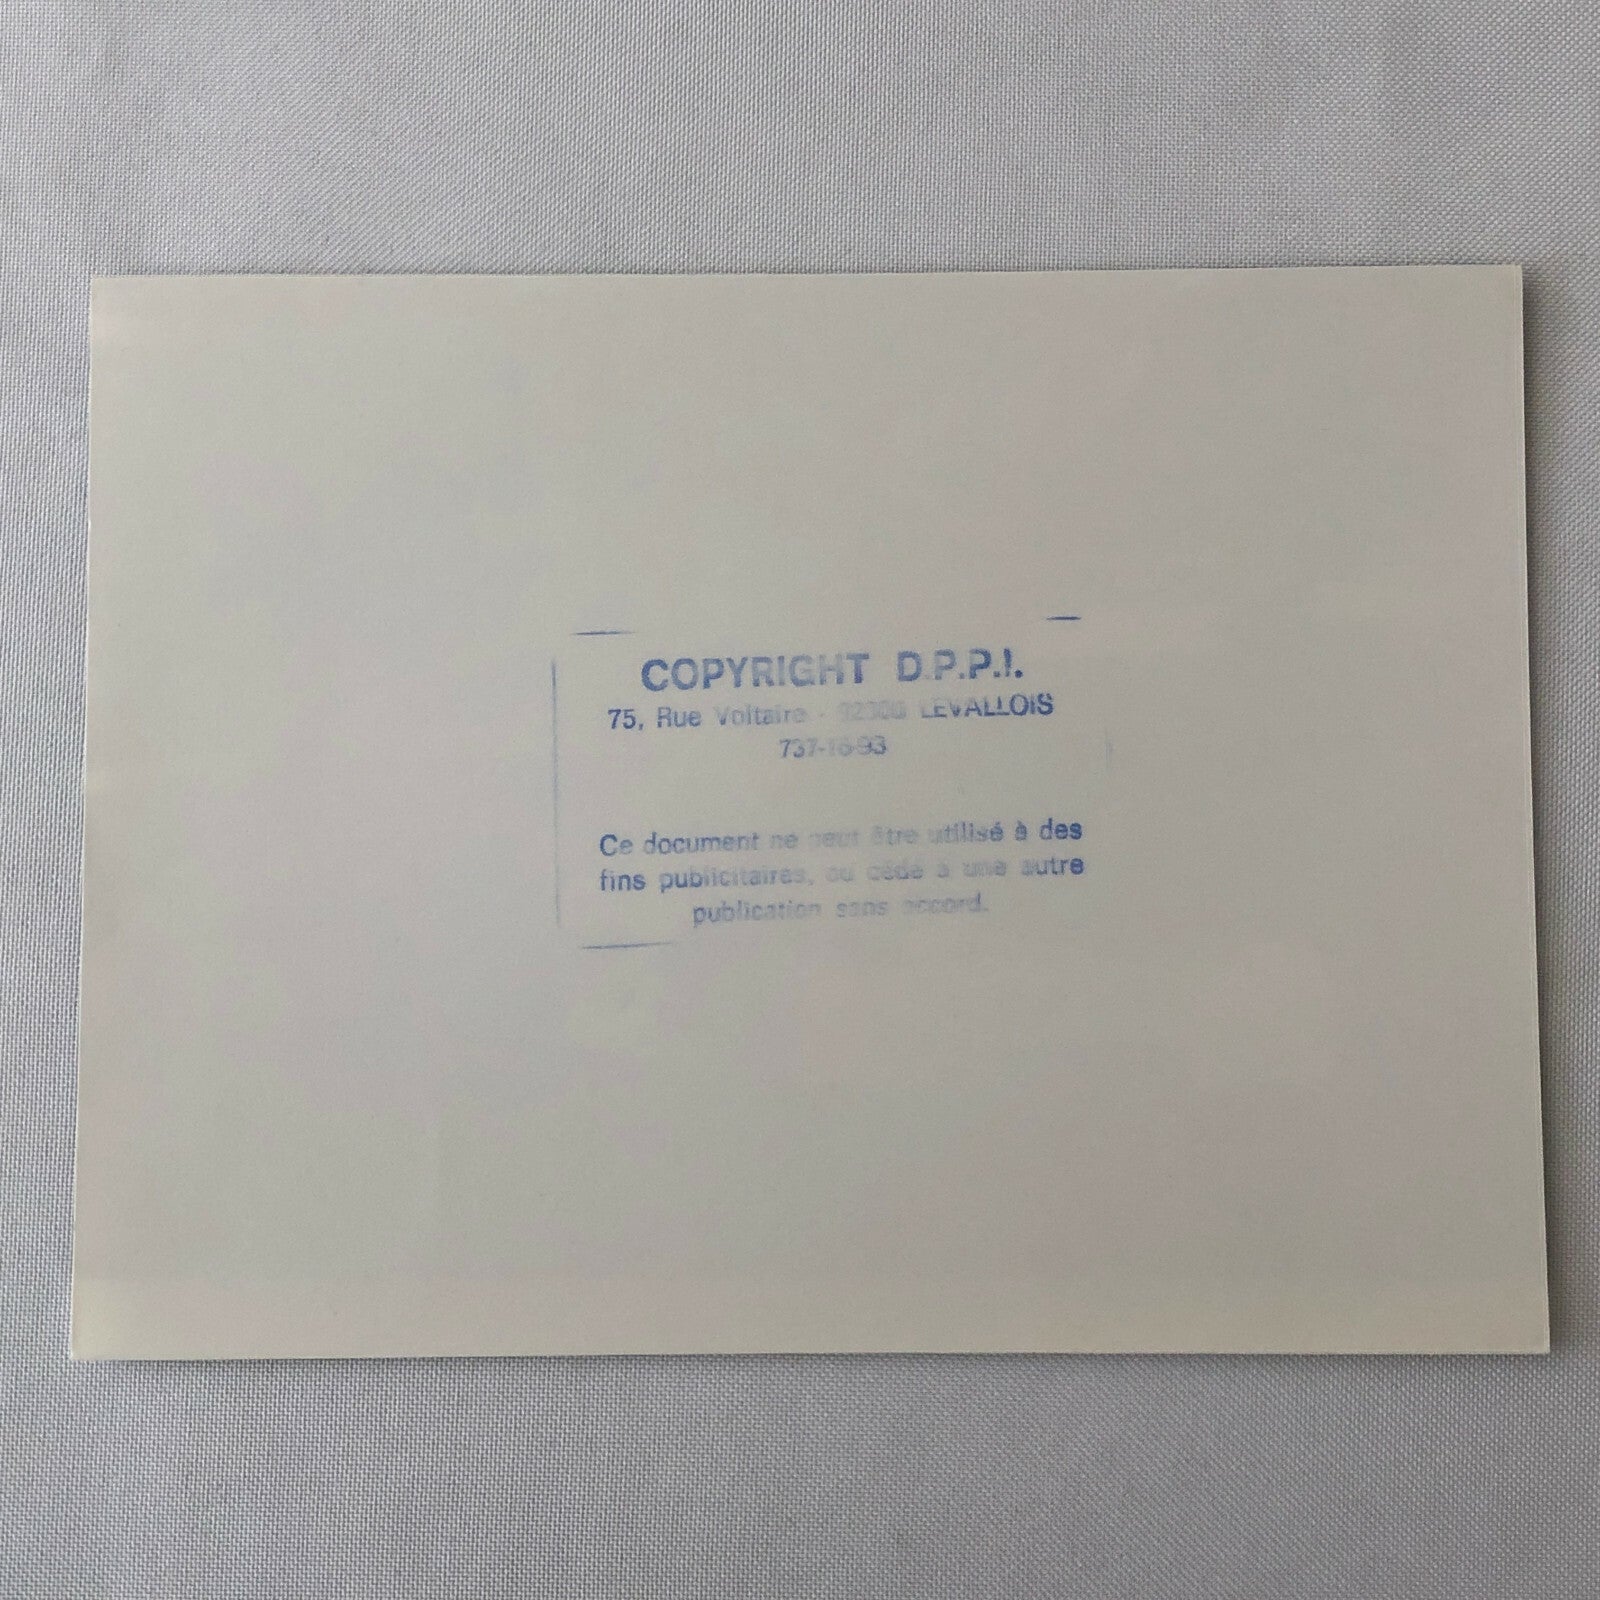 COPYRIGHT D.P.P.I.
75, Rue Voltaire - 92300 LEVALLOIS
737-16-93
Ce document ne peut être utilisé à des
fins publicitaires, ou cédé à une autre
publication sans accord.